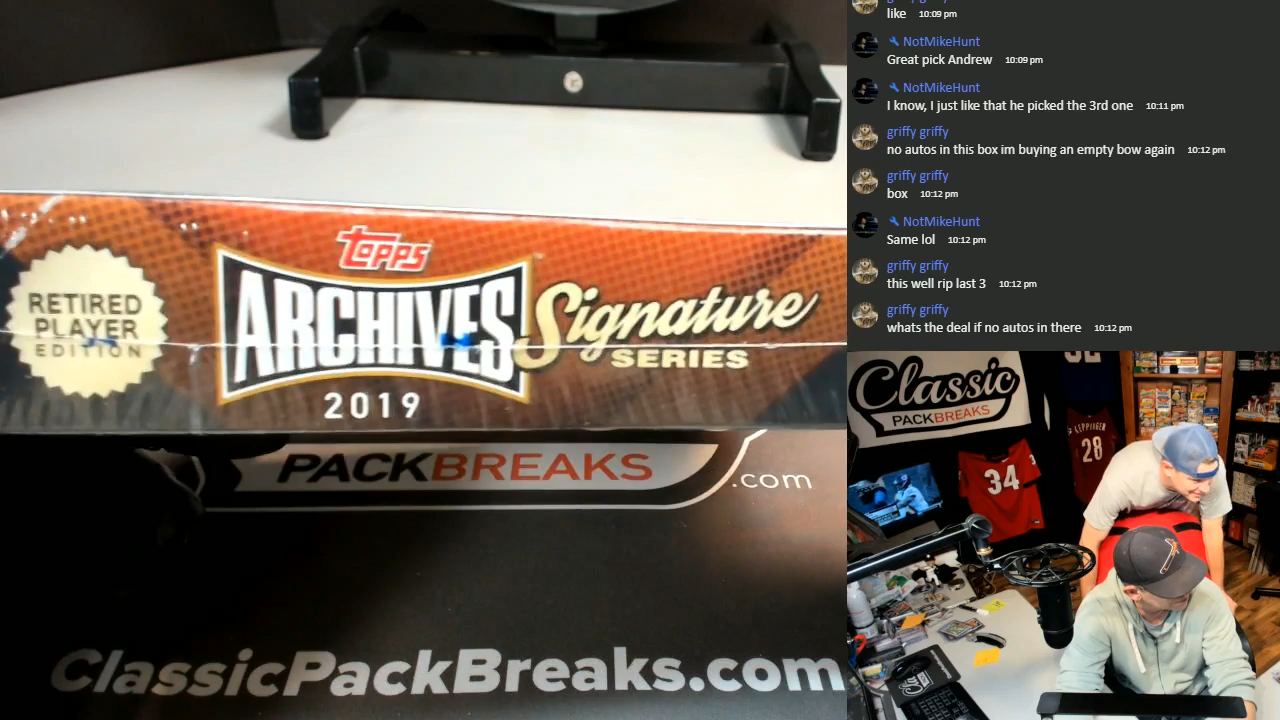 RETIRED
PLAYER
EDITION
TOPPS
ARCHIVES
Signature
SERIES
2019
PACKBREAKS
.com
ClassicPackBreaks.com
like 10:09 pm
NotMikeHunt
Great pick Andrew 10:09 pm
NotMikeHunt
I know, I just like that he picked the 3rd one 10:11 pm
griffy griffy
no autos in this box im buying an empty bow again 10:12 pm
griffy griffy
box 10:12 pm
NotMikeHunt
Same lol 10:12 pm
griffy griffy
this well rip last 3 10:12 pm
griffy griffy
whats the deal if no autos in there 10:12 pm
Classic
PACKBREAKS
34
LEPPINGER
28